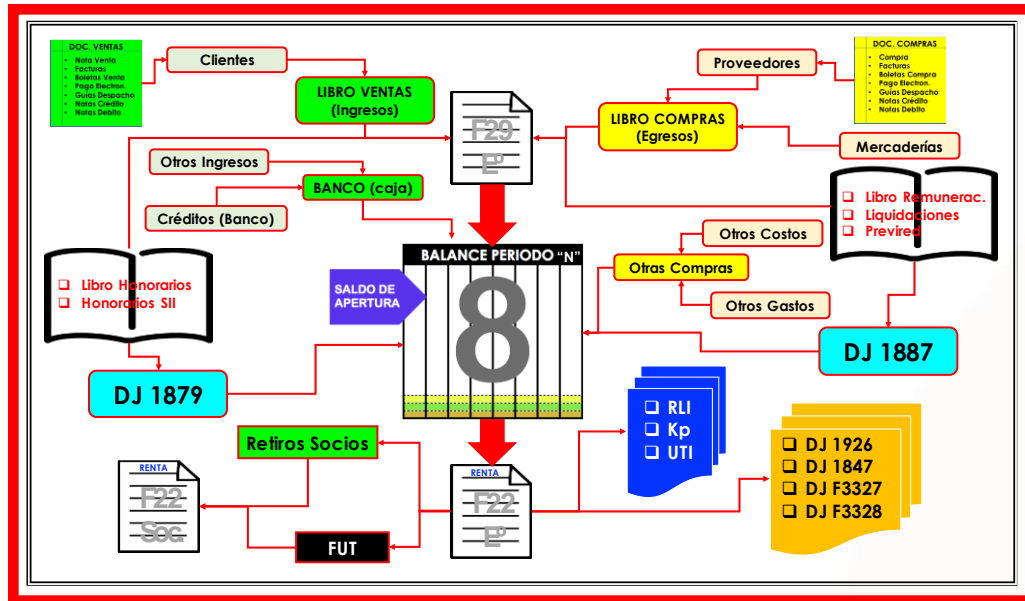 DOC. VENTAS
• Nota Venta
• Facturas
• Boletas Venta
• Pago Electron.
• Guias Despacho
• Notas Crédito
• Notas Debito
Clientes
LIBRO VENTAS
(Ingresos)
F29
Eº
Proveedores
DOC. COMPRAS
• Compra
• Facturas
• Boletas Compra
• Pago Electron.
• Guias Despacho
• Notas Crédito
• Notas Debito
LIBRO COMPRAS
(Egresos)
Mercaderías
Otros Ingresos
BANCO (caja)
Créditos (Banco)
❑ Libro Remunerac.
❑ Liquidaciones
❑ Previred
❑ Libro Honorarios
❑ Honorarios SII
SALDO DE
APERTURA
BALANCE PERIODO "N"
8
Otros Costos
Otras Compras
Otros Gastos
DJ 1879
DJ 1887
❑ RLI
❑ Kp
❑ UTI
❑ DJ 1926
❑ DJ 1847
❑ DJ F3327
❑ DJ F3328
Retiros Socios
RENTA
F22
Soc.
FUT
RENTA
F22
Eº